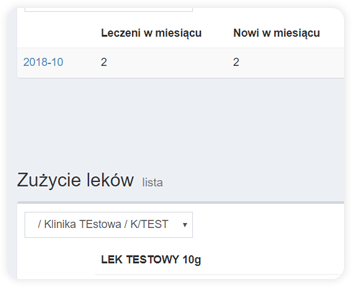 Leczeni w miesiącu Nowi w miesiącu
2018-10 2 2
Zużycie leków lista
/ Klinika TEstowa / K/TEST
LEK TESTOWY 10g